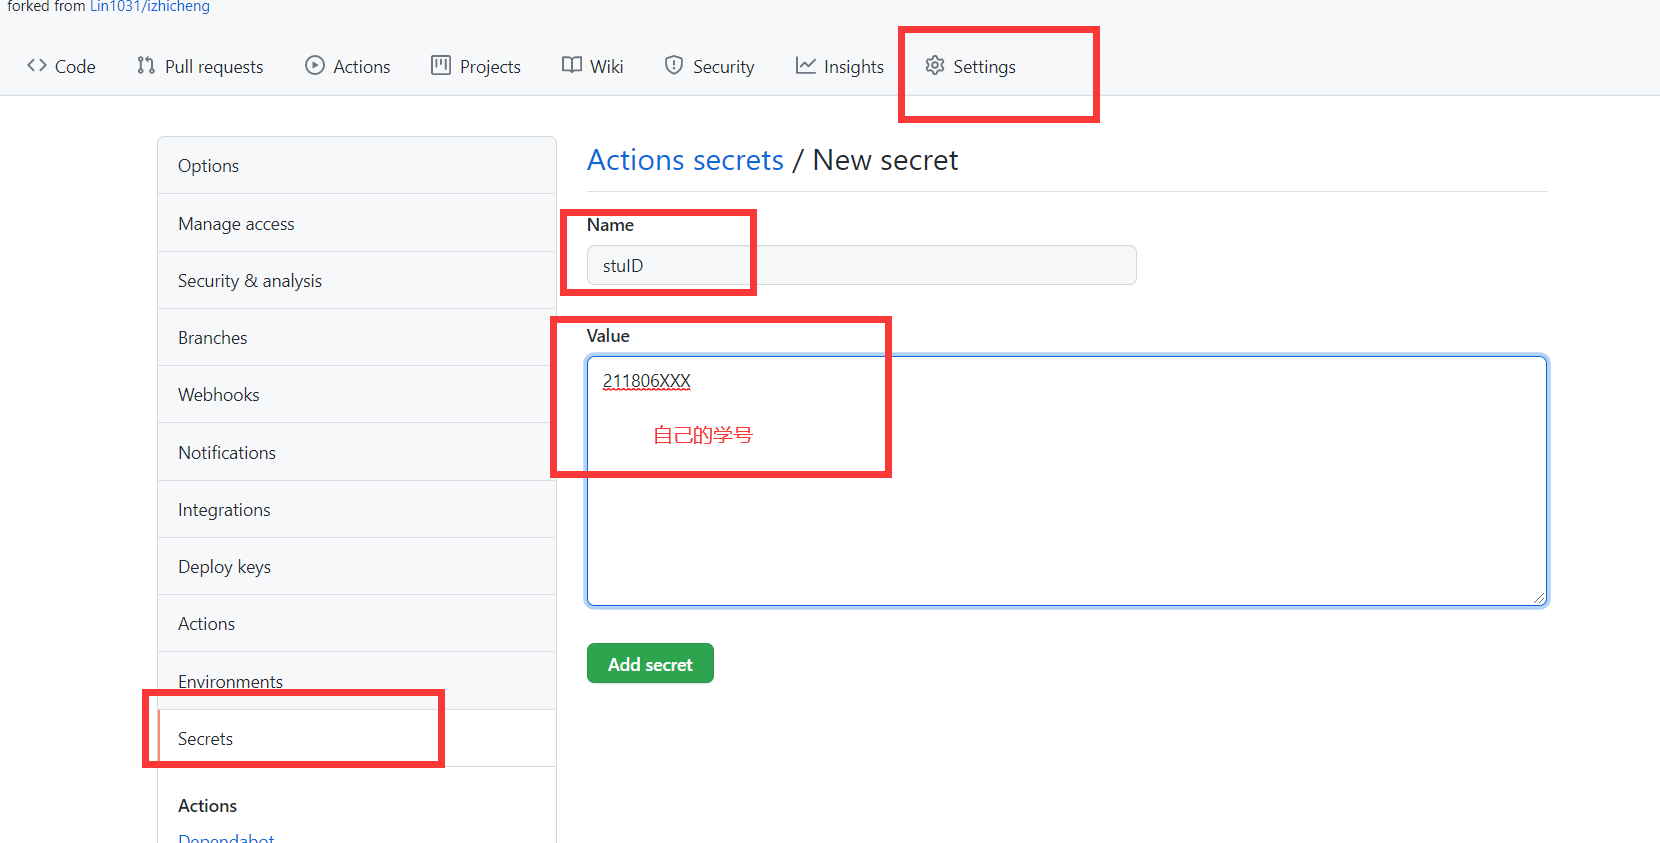 forked from Lin1031/izhicheng
Code Pull requests Actions Projects Wiki Security Insights Settings
Options
Manage access
Security & analysis
Branches
Webhooks
Notifications
Integrations
Deploy keys
Actions
Environments
Secrets
Actions
Dependabot
Actions secrets / New secret
Name
stuID
Value
211806XXX
自己的学号
Add secret